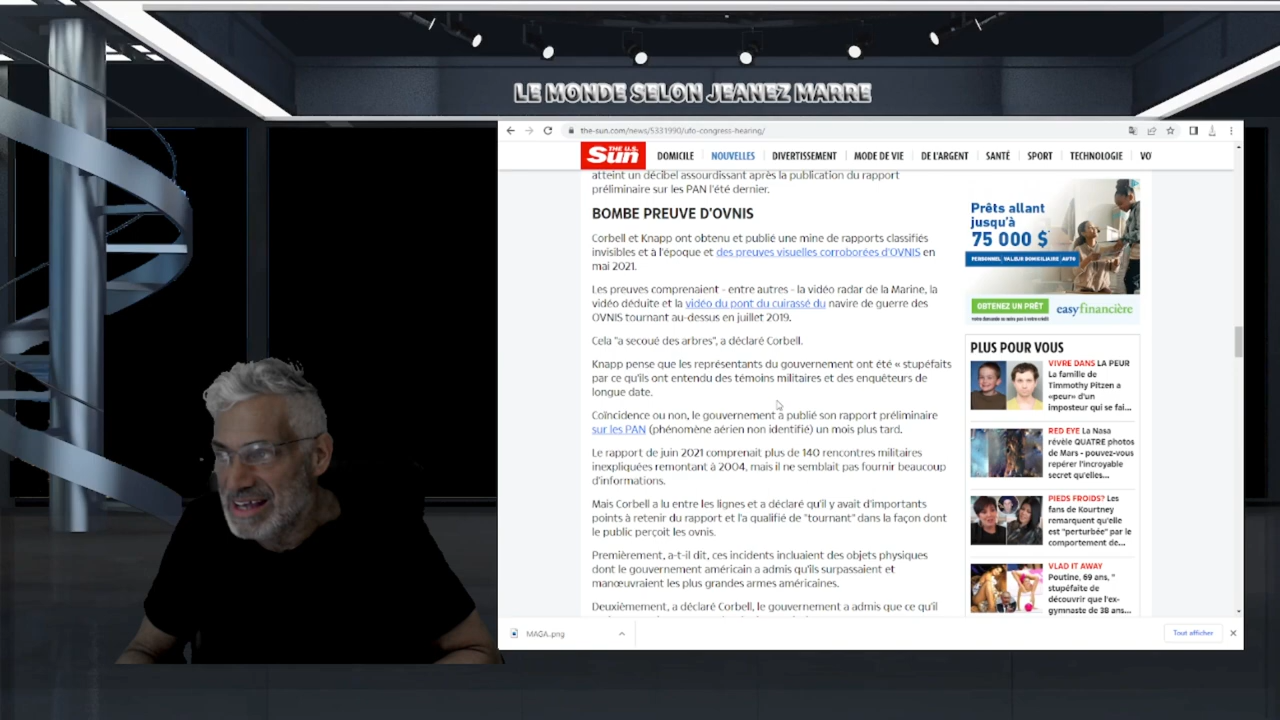 LE MONDE SELON JEANEZ MARRE
the-sun.com/news/5331990/ufo-congress-hearing/
THE U.S. Sun
DOMICILE NOUVELLES DIVERTISSEMENT MODE DE VIE DE L'ARGENT SANTÉ SPORT TECHNOLOGIE VO
atteint un décibel assourdissant après la publication du rapport
préliminaire sur les PAN l'été dernier.
BOMBE PREUVE D'OVNIS
Corbell et Knapp ont obtenu et publié une mine de rapports classifiés
invisibles et à l'époque et des preuves visuelles corroborées d'OVNIS en
mai 2021.
Les preuves comprenaient - entre autres - la vidéo radar de la Marine, la
vidéo déduite et la vidéo du pont du cuirassé du navire de guerre des
OVNIS tournant au-dessus en juillet 2019.
Cela "a secoué des arbres", a déclaré Corbell.
Knapp pense que les représentants du gouvernement ont été « stupéfaits
par ce qu'ils ont entendu des témoins militaires et des enquêteurs de
longue date.
Coïncidence ou non, le gouvernement a publié son rapport préliminaire
sur les PAN (phénomène aérien non identifié) un mois plus tard.
Le rapport de juin 2021 comprenait plus de 140 rencontres militaires
inexpliquées remontant à 2004, mais il ne semblait pas fournir beaucoup
d'informations.
Mais Corbell a lu entre les lignes et a déclaré qu'il y avait d'importants
points à retenir du rapport et l'a qualifié de "tournant" dans la façon dont
le public perçoit les ovnis.
Premièrement, a-t-il dit, ces incidents incluaient des objets physiques
dont le gouvernement américain a admis qu'ils surpassaient et
manœuvraient les plus grandes armes américaines.
Deuxièmement, a déclaré Corbell, le gouvernement a admis que ce qu'il
Prêts allant
jusqu'à
75 000 $
PERSONNEL, VALEUR DOMICILIAIRE, AUTO
OBTENEZ UN PRÊT
easyfinancière
PLUS POUR VOUS
VIVRE DANS LA PEUR
La famille de
Timmothy Pitzen a
«peur» d'un
imposteur qui se fai...
RED EYE La Nasa
révèle QUATRE photos
de Mars - pouvez-vous
repérer l'incroyable
secret qu'elles...
PIEDS FROIDS? Les
fans de Kourtney
remarquent qu'elle
est "perturbée" par le
comportement de...
VLAD IT AWAY
Poutine, 69 ans, "
stupéfaite de
découvrir que l'ex-
gymnaste de 38 ans...
MAGA.png
Tout afficher